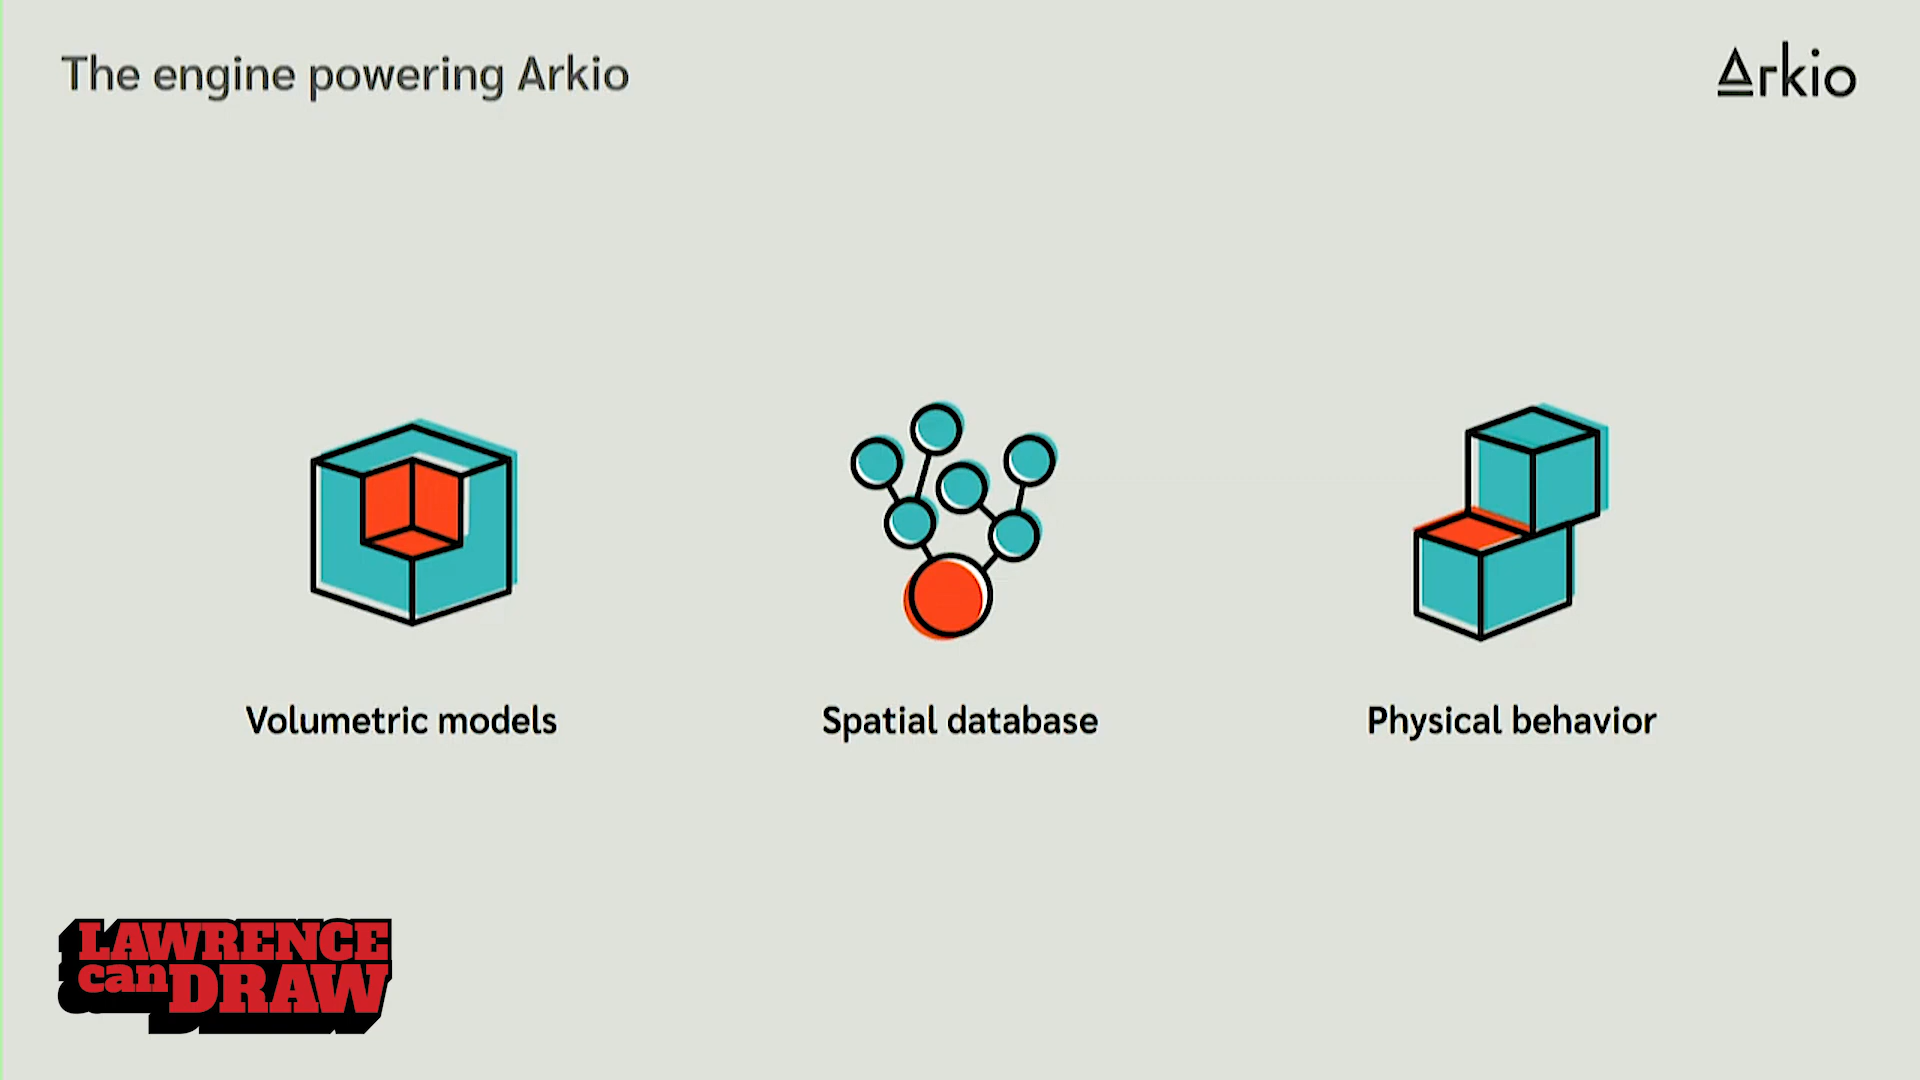 The engine powering Arkio
Arkio
Volumetric models
Spatial database
Physical behavior
LAWRENCE
can DRAW